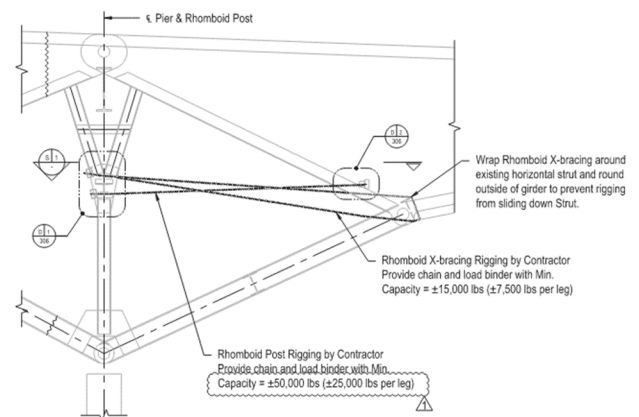 ℄ Pier & Rhomboid Post
D 2
306
S 1
Wrap Rhomboid X-bracing around
existing horizontal strut and round
outside of girder to prevent rigging
from sliding down Strut.
D 1
306
Rhomboid X-bracing Rigging by Contractor
Provide chain and load binder with Min.
Capacity = ±15,000 lbs (±7,500 lbs per leg)
Rhomboid Post Rigging by Contractor
Provide chain and load binder with Min.
Capacity = ±50,000 lbs (±25,000 lbs per leg)
1